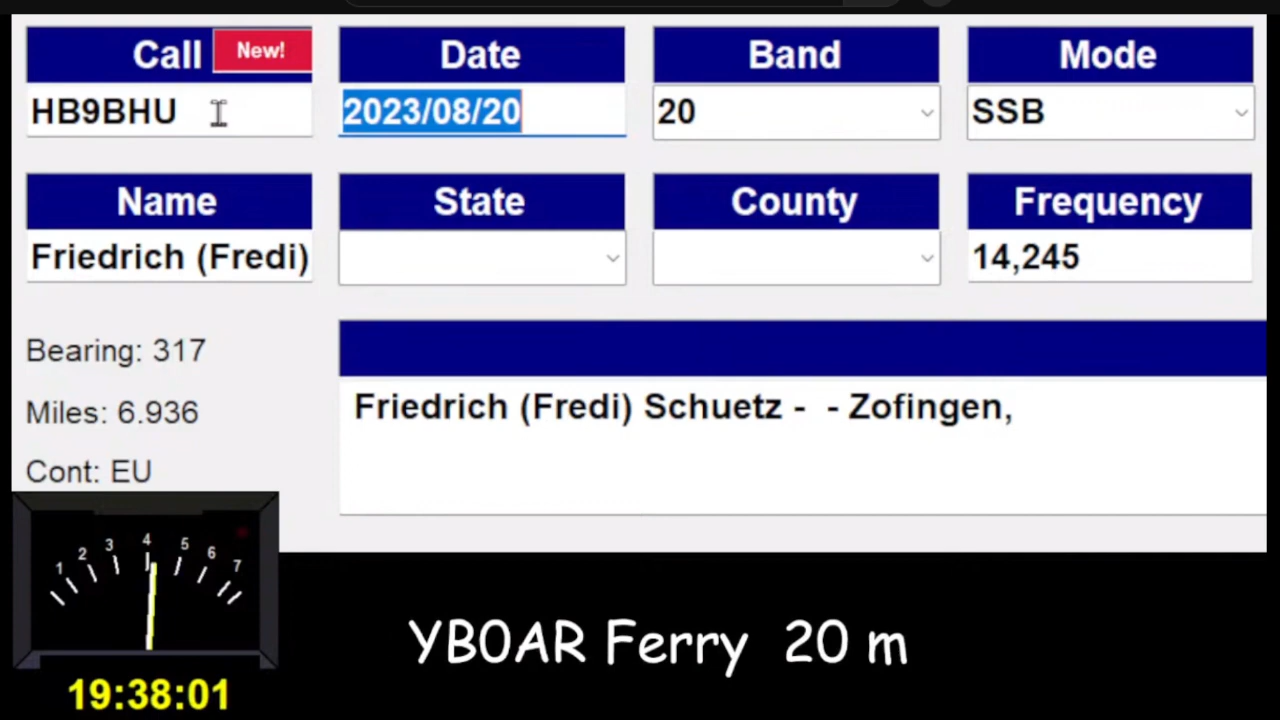 Call New! Date Band Mode
HB9BHU 2023/08/20 20 SSB
Name State County Frequency
Friedrich (Fredi) 14,245
Bearing: 317
Miles: 6.936
Cont: EU
Friedrich (Fredi) Schuetz - - Zofingen,
1 2 3 4 5 6 7
YB0AR Ferry 20 m
19:38:01